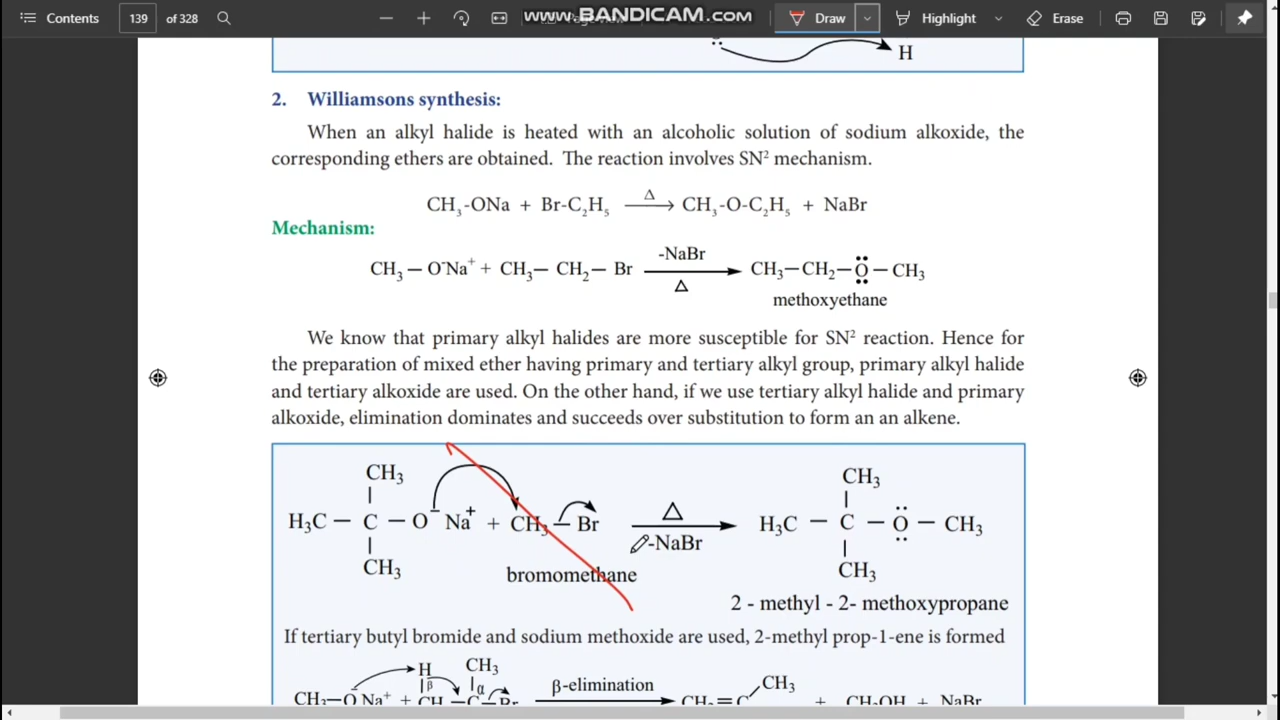 Contents 139 of 328 WWW.BANDICAM.COM Draw Highlight Erase
H
2. Williamsons synthesis:
When an alkyl halide is heated with an alcoholic solution of sodium alkoxide, the
corresponding ethers are obtained. The reaction involves SN² mechanism.
CH₃-ONa + Br-C₂H₅ —Δ→ CH₃-O-C₂H₅ + NaBr
Mechanism:
-NaBr
CH₃ — O⁻Na⁺ + CH₃— CH₂— Br ⟶ CH₃—CH₂—Ö — CH₃
Δ
methoxyethane
We know that primary alkyl halides are more susceptible for SN² reaction. Hence for
the preparation of mixed ether having primary and tertiary alkyl group, primary alkyl halide
and tertiary alkoxide are used. On the other hand, if we use tertiary alkyl halide and primary
alkoxide, elimination dominates and succeeds over substitution to form an an alkene.
CH₃ CH₃
H₃C — C — O⁻ Na⁺ + CH₃ — Br —Δ→ H₃C — C — Ö — CH₃
-NaBr
CH₃ CH₃
bromomethane
2 - methyl - 2- methoxypropane
If tertiary butyl bromide and sodium methoxide are used, 2-methyl prop-1-ene is formed
H CH₃
β α β-elimination CH₃
CH₃—O⁻Na⁺ + CH —C—Br ⟶ CH₂=C + CH₃OH + NaBr